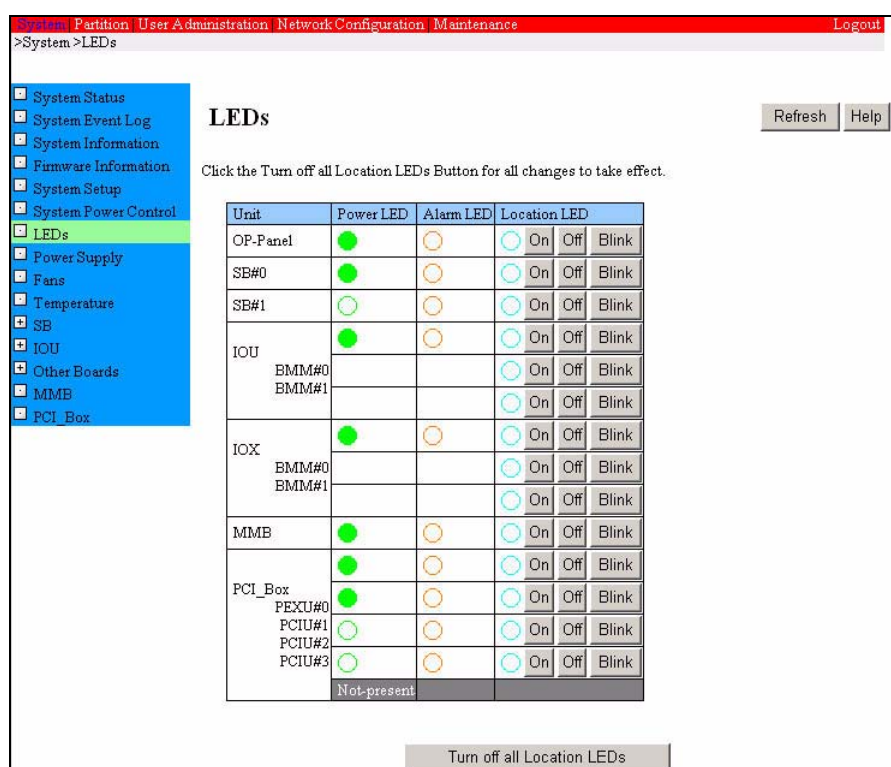 System | Partition | User Administration | Network Configuration | Maintenance Logout
>System >LEDs
System Status
System Event Log
System Information
Firmware Information
System Setup
System Power Control
LEDs
Power Supply
Fans
Temperature
SB
IOU
Other Boards
MMB
PCI_Box
LEDs
Refresh Help
Click the Turn off all Location LEDs Button for all changes to take effect.
Unit Power LED Alarm LED Location LED
OP-Panel On Off Blink
SB#0 On Off Blink
SB#1 On Off Blink
IOU On Off Blink
BMM#0 On Off Blink
BMM#1 On Off Blink
IOX On Off Blink
BMM#0 On Off Blink
BMM#1 On Off Blink
MMB On Off Blink
PCI_Box On Off Blink
PEXU#0 On Off Blink
PCIU#1 On Off Blink
PCIU#2 On Off Blink
PCIU#3
Not-present
Turn off all Location LEDs